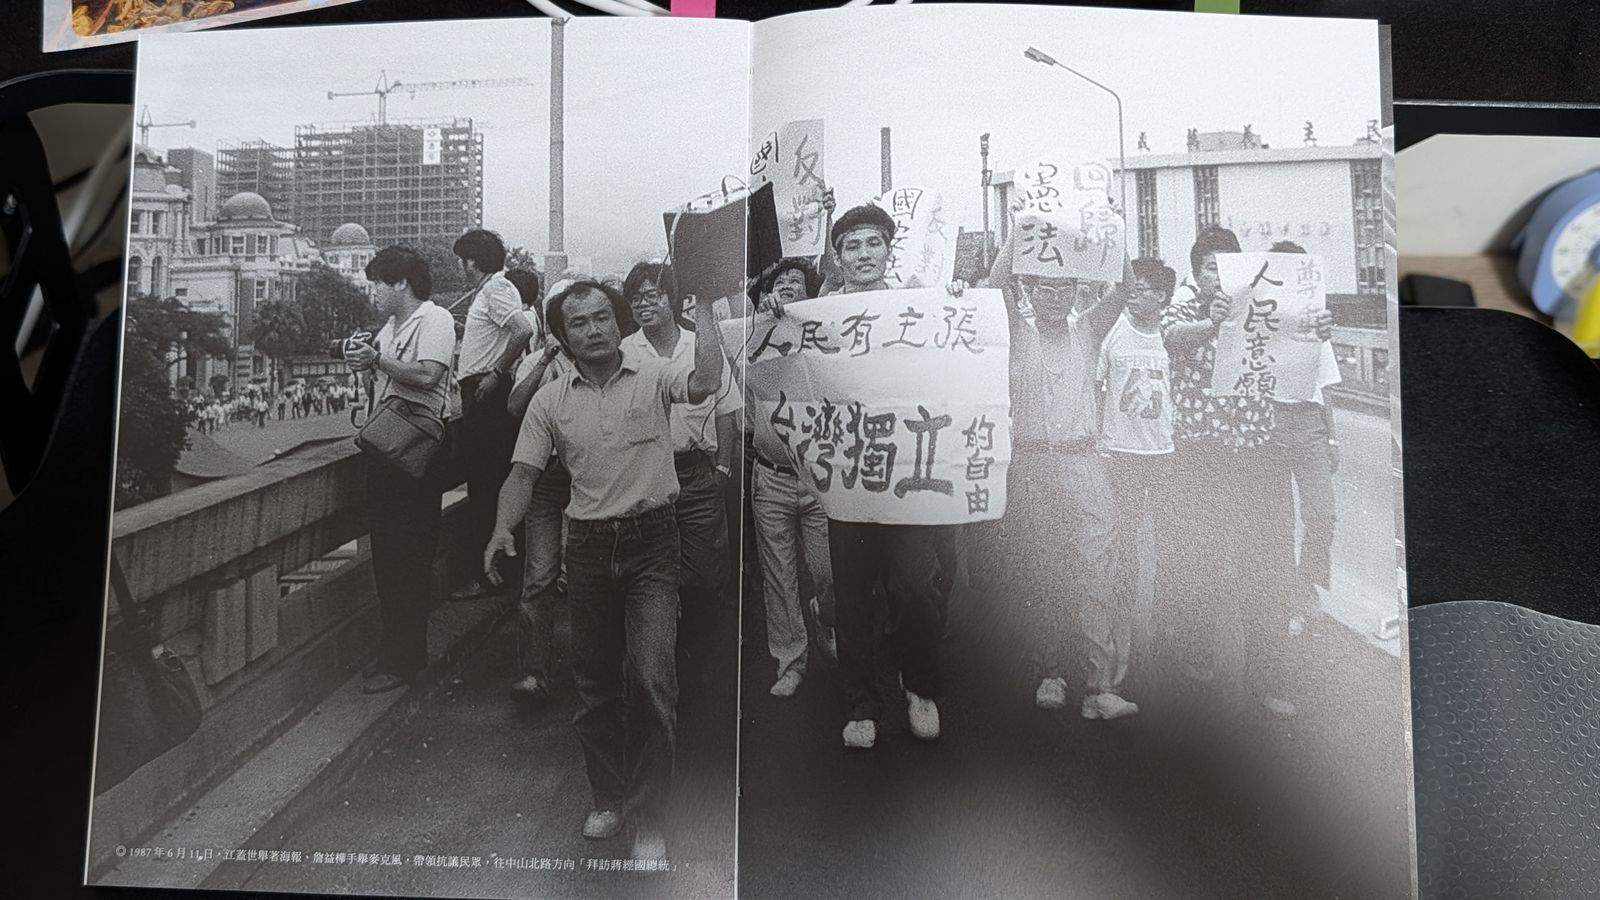 國
反對
國安法
反對
回歸
憲法
尊重
人民意願
人民有主張
台灣獨立
的自由
SPORTS
◎1987年6月11日,江蓋世舉著海報,詹益樺手舉麥克風,帶領抗議民眾,往中山北路方向「拜訪蔣經國總統」。